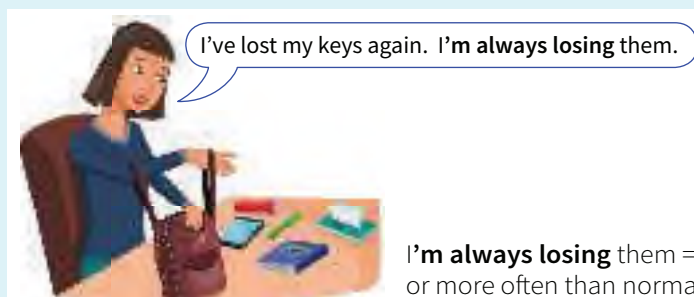 I've lost my keys again. I'm always losing them.
I'm always losing them =
or more often than norma